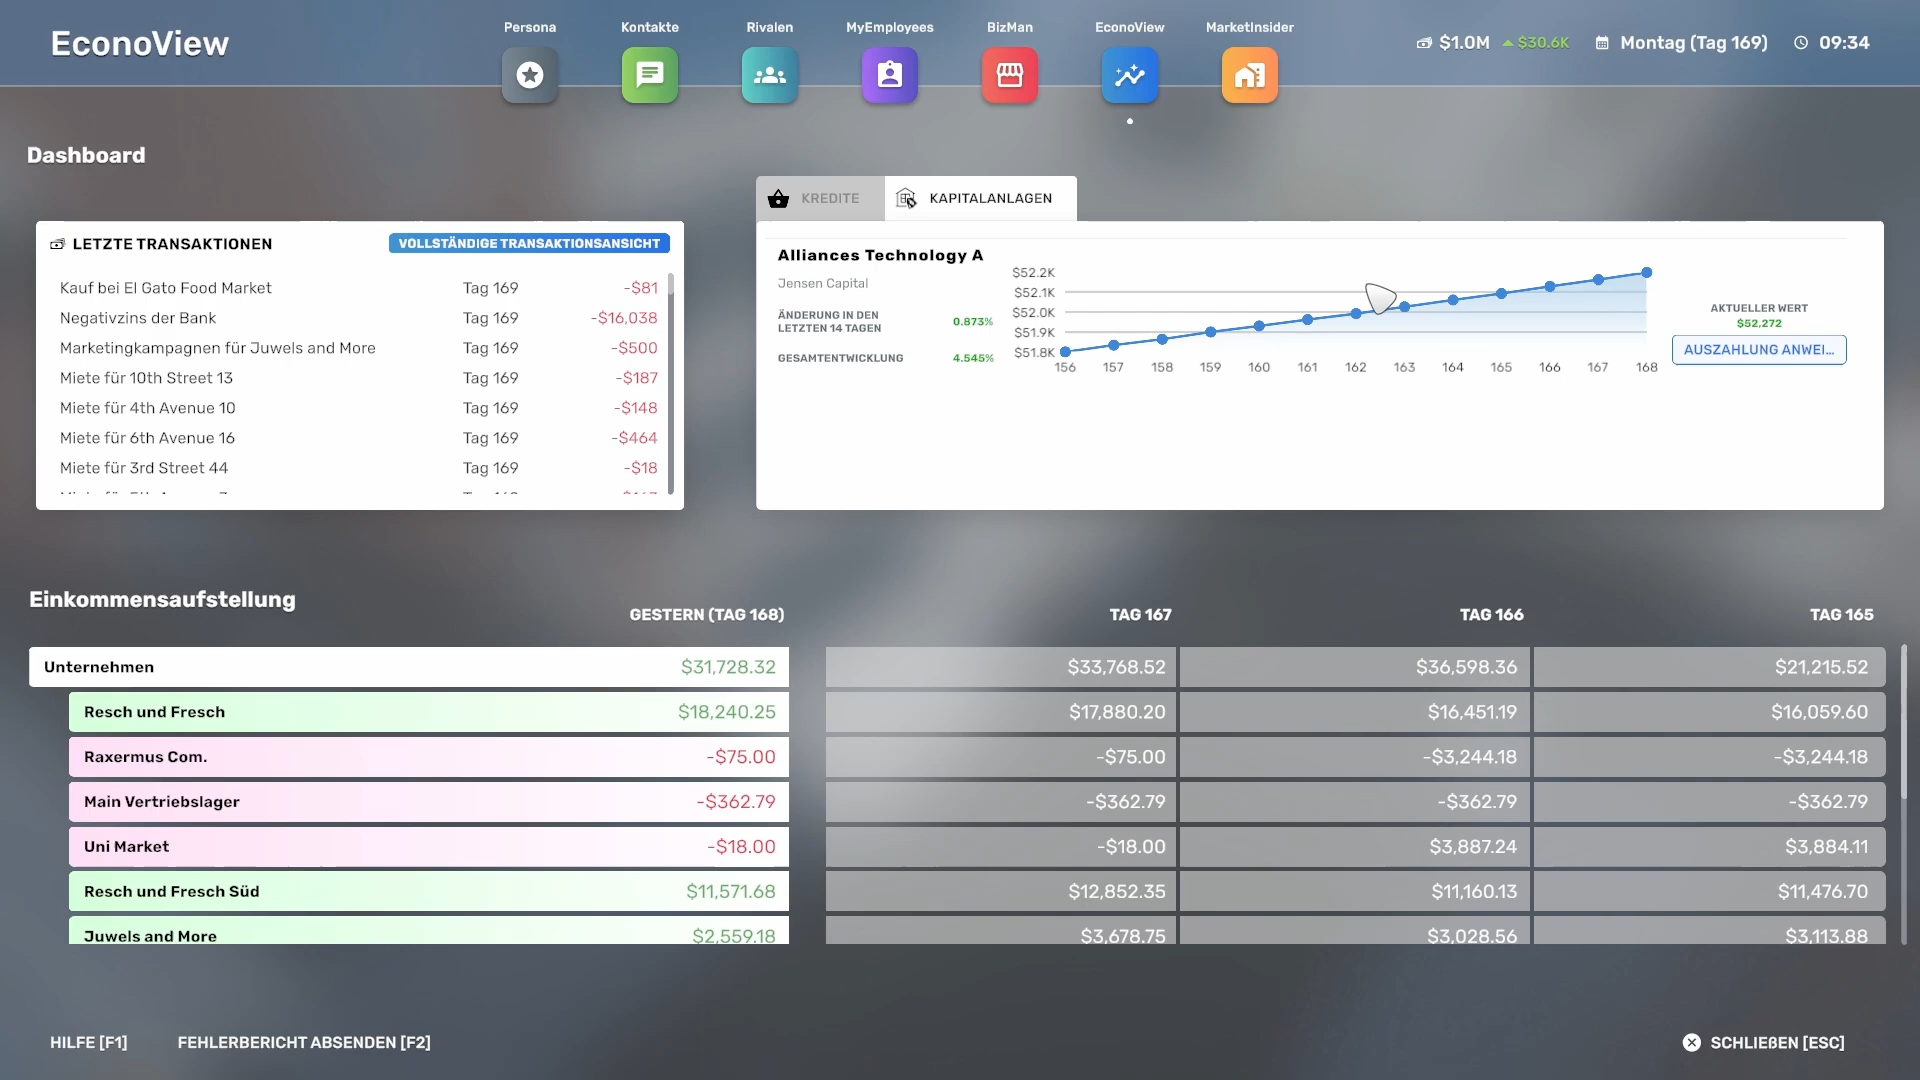 EconoView
Persona
Kontakte
Rivalen
MyEmployees
BizMan
EconoView
MarketInsider
$1.0M $30.6K Montag (Tag 169) 09:34
Dashboard
KREDITE
KAPITALANLAGEN
LETZTE TRANSAKTIONEN
VOLLSTÄNDIGE TRANSAKTIONSANSICHT
Kauf bei El Gato Food Market Tag 169 -$81
Negativzins der Bank Tag 169 -$16,038
Marketingkampagnen für Juwels and More Tag 169 -$500
Miete für 10th Street 13 Tag 169 -$187
Miete für 4th Avenue 10 Tag 169 -$148
Miete für 6th Avenue 16 Tag 169 -$464
Miete für 3rd Street 44 Tag 169 -$18
Alliances Technology A
Jensen Capital
ÄNDERUNG IN DEN
LETZTEN 14 TAGEN 0.873%
GESAMTENTWICKLUNG 4.545%
$52.2K
$52.1K
$52.0K
$51.9K
$51.8K
156 157 158 159 160 161 162 163 164 165 166 167 168
AKTUELLER WERT
$52,272
AUSZAHLUNG ANWEI...
Einkommensaufstellung
GESTERN (TAG 168) TAG 167 TAG 166 TAG 165
Unternehmen $31,728.32 $33,768.52 $36,598.36 $21,215.52
Resch und Fresch $18,240.25 $17,880.20 $16,451.19 $16,059.60
Raxermus Com. -$75.00 -$75.00 -$3,244.18 -$3,244.18
Main Vertriebslager -$362.79 -$362.79 -$362.79 -$362.79
Uni Market -$18.00 -$18.00 $3,887.24 $3,884.11
Resch und Fresch Süd $11,571.68 $12,852.35 $11,160.13 $11,476.70
Juwels and More $2,559.18 $3,678.75 $3,028.56 $3,113.88
HILFE [F1]
FEHLERBERICHT ABSENDEN [F2]
SCHLIEẞEN [ESC]